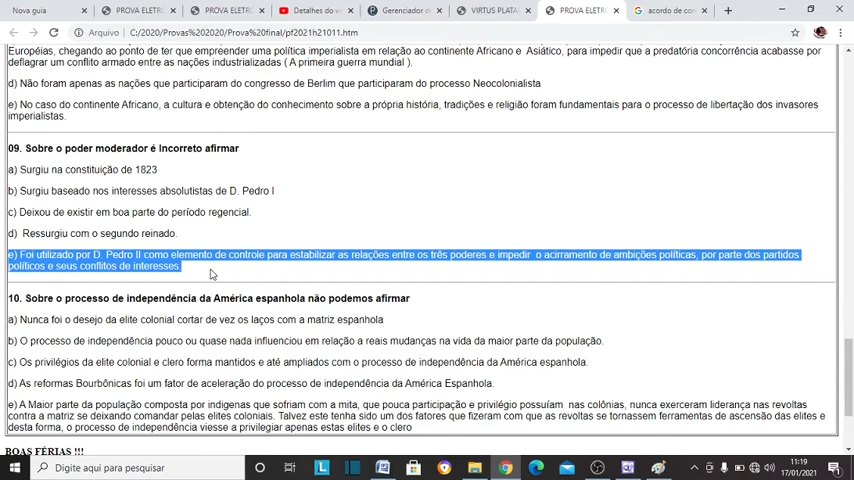 Nova guia
PROVA ELETRO
PROVA ELETRO
Detalhes do ví
Gerenciador de
VIRTUS PLATA
PROVA ELETRO
acordo de cor
C:/2020/Provas%202020/Prova%20final/pf2021h21011.htm
Européias, chegando ao ponto de ter que empreender uma política imperialista em relação ao continente Africano e Asiático, para impedir que a predatória concorrência acabasse por
deflagrar um conflito armado entre as nações industrializadas ( A primeira guerra mundial ).
d) Não foram apenas as nações que participaram do congresso de Berlim que participaram do processo Neocolonialista
e) No caso do continente Africano, a cultura e obtenção do conhecimento sobre a própria história, tradições e religião foram fundamentais para o processo de libertação dos invasores
imperialistas.
09. Sobre o poder moderador é Incorreto afirmar
a) Surgiu na constituição de 1823
b) Surgiu baseado nos interesses absolutistas de D. Pedro I
c) Deixou de existir em boa parte do período regencial.
d) Ressurgiu com o segundo reinado.
e) Foi utilizado por D. Pedro II como elemento de controle para estabilizar as relações entre os três poderes e impedir o acirramento de ambições políticas, por parte dos partidos
políticos e seus conflitos de interesses.
10. Sobre o processo de independência da América espanhola não podemos afirmar
a) Nunca foi o desejo da elite colonial cortar de vez os laços com a matriz espanhola
b) O processo de independência pouco ou quase nada influenciou em relação a reais mudanças na vida da maior parte da população.
c) Os privilégios da elite colonial e clero forma mantidos e até ampliados com o processo de independência da América espanhola.
d) As reformas Bourbônicas foi um fator de aceleração do processo de independência da América Espanhola.
e) A Maior parte da população composta por indigenas que sofriam com a mita, que pouca participação e privilégio possuíam nas colônias, nunca exerceram liderança nas revoltas
contra a matriz se deixando comandar pelas elites coloniais. Talvez este tenha sido um dos fatores que fizeram com que as revoltas se tornassem ferramentas de ascensão das elites e
desta forma, o processo de independência viesse a privilegiar apenas estas elites e o clero
BOAS FÉRIAS !!!
Digite aqui para pesquisar
11:19
17/01/2021